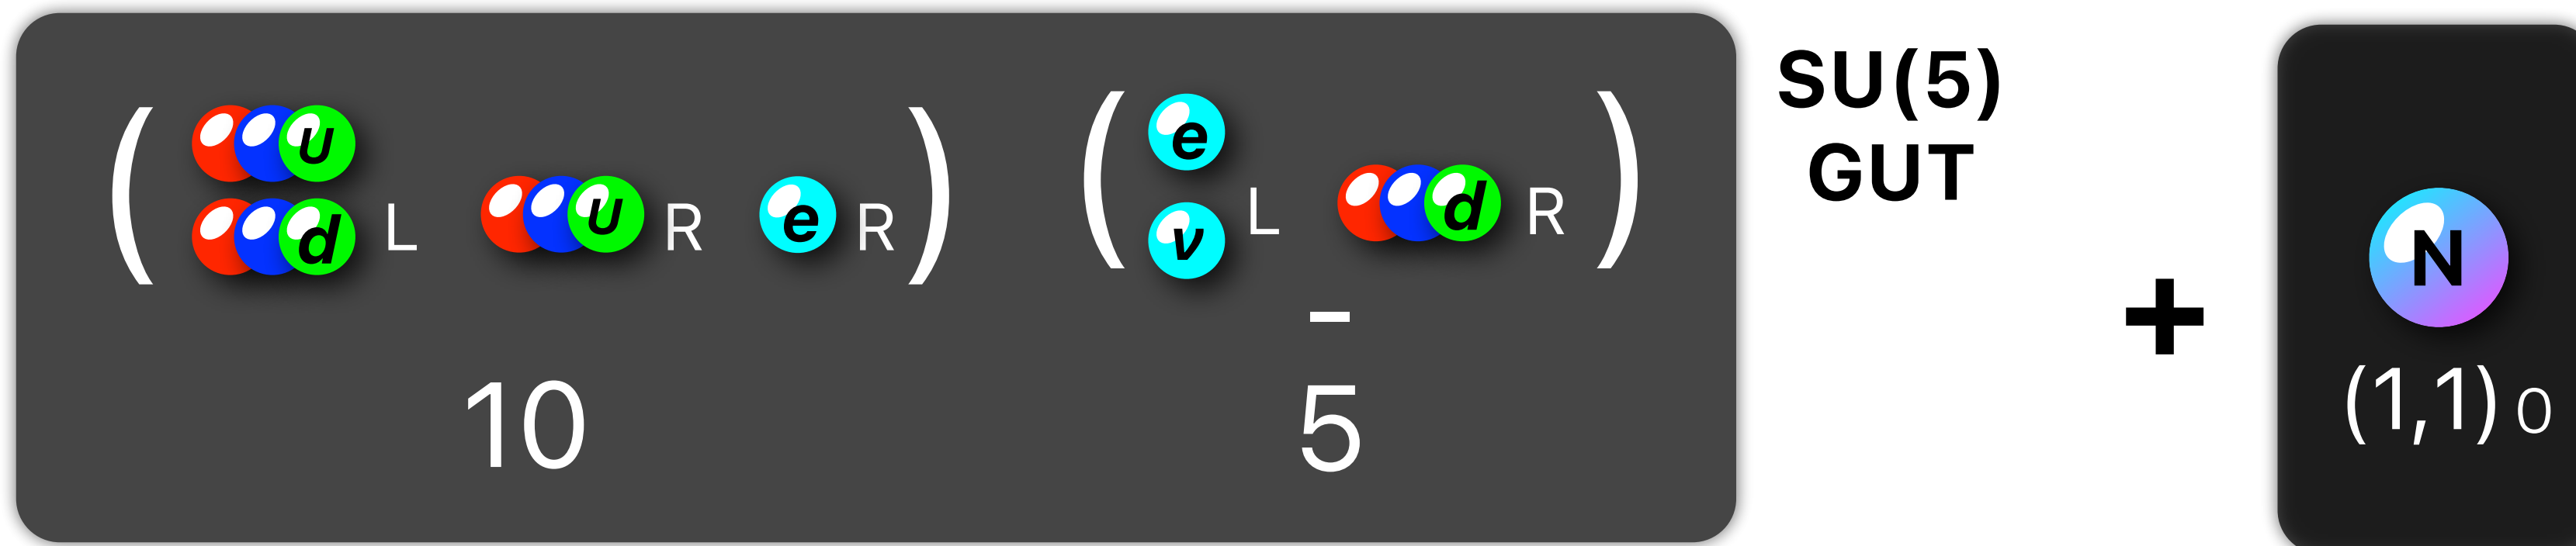 ( U d L U R e R ) ( e ν L d R )
SU(5)
GUT
+
N
(1,1) 0
10
5̄